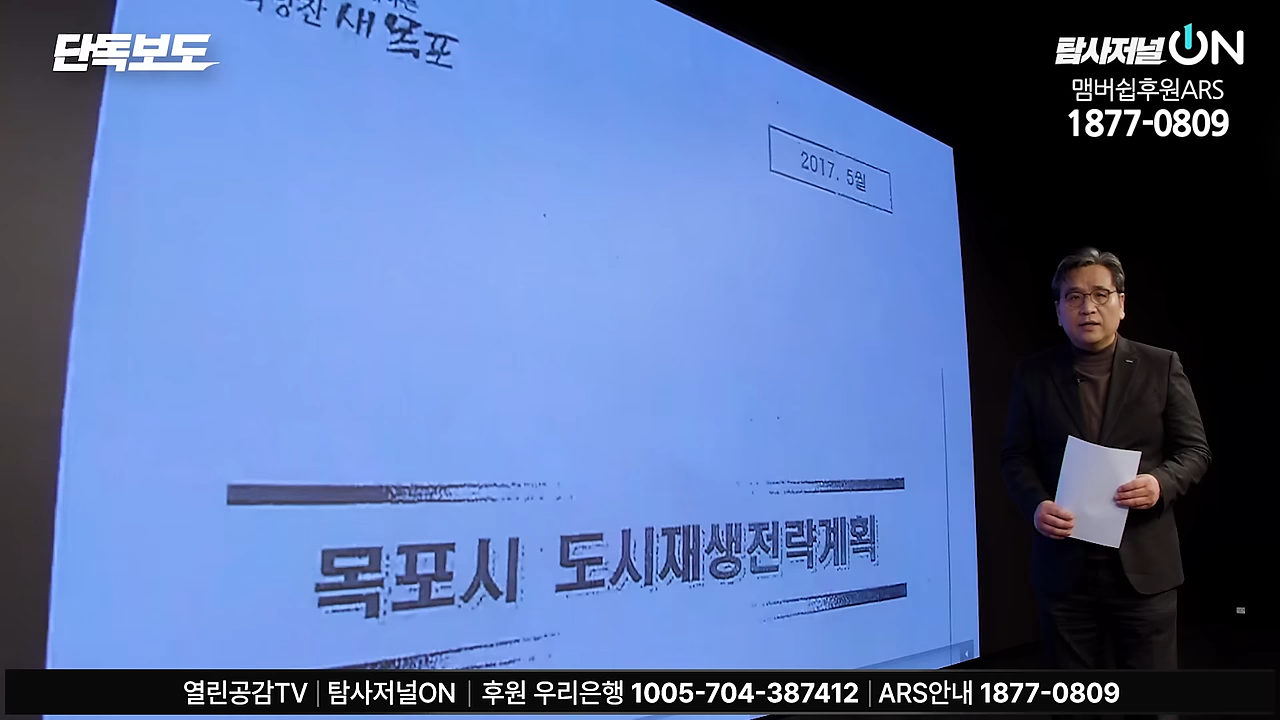 단독보도
새 목포
탐사저널ON
맴버쉽후원ARS
1877-0809
2017. 5월
목포시 도시재생전략계획
열린공감TV | 탐사저널ON | 후원 우리은행 1005-704-387412 | ARS안내 1877-0809